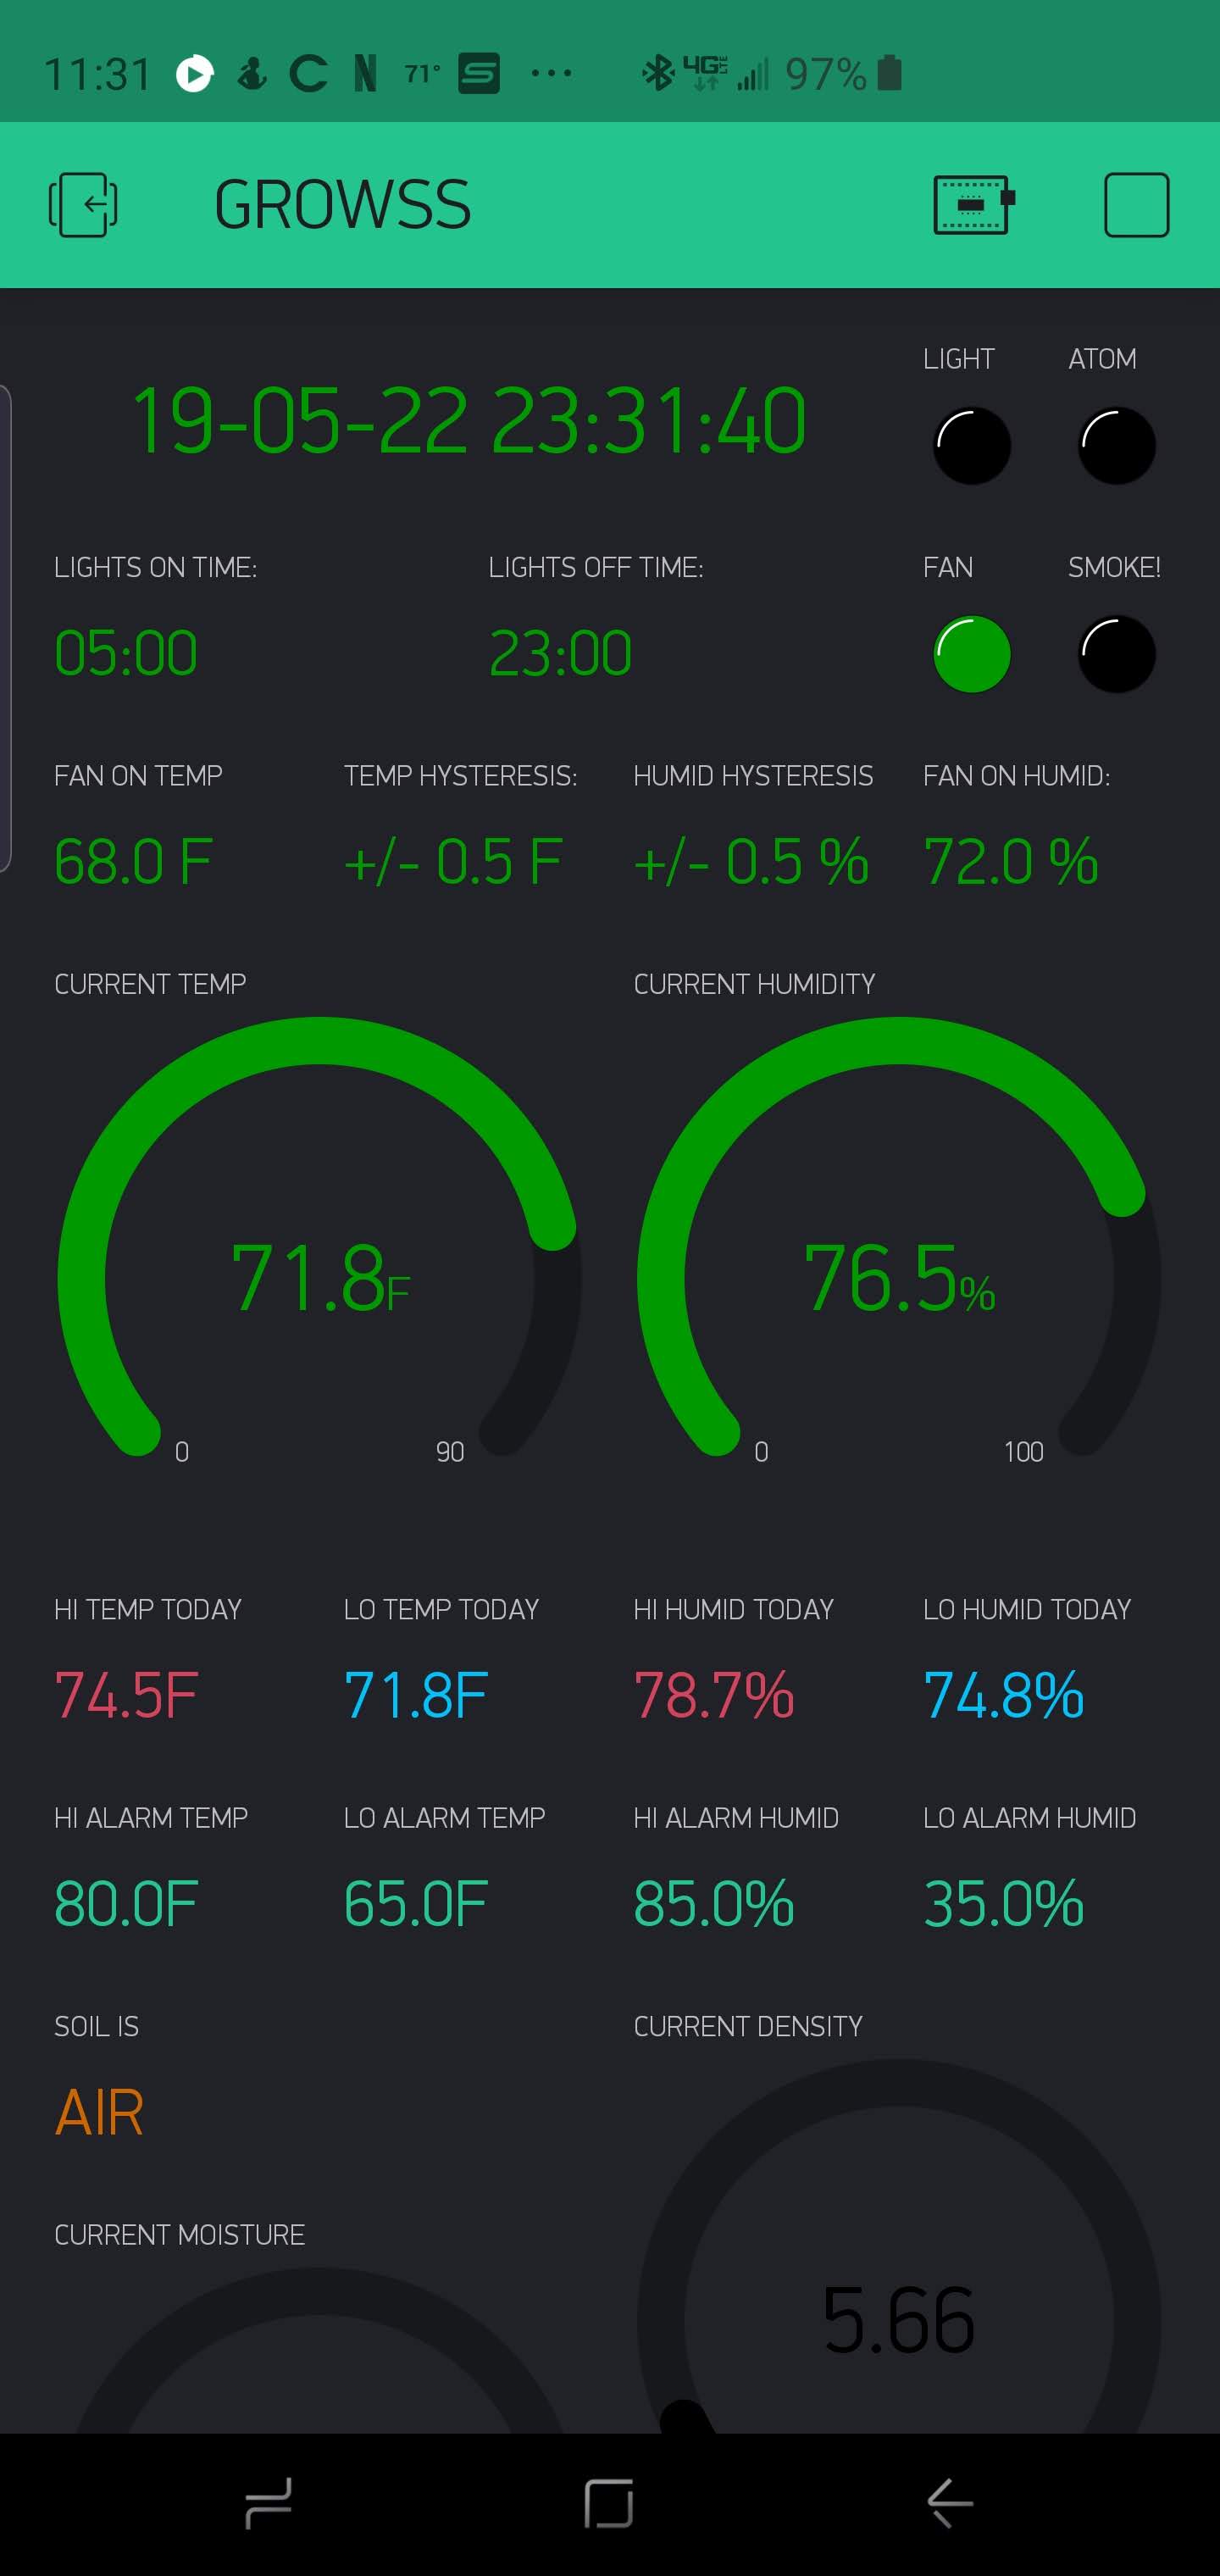 11:31 C N 71° S ... 4G LTE 97%
GROWSS
LIGHT ATOM
19-05-22 23:31:40
LIGHTS ON TIME: LIGHTS OFF TIME: FAN SMOKE!
05:00 23:00
FAN ON TEMP TEMP HYSTERESIS: HUMID HYSTERESIS FAN ON HUMID:
68.0 F +/- 0.5 F +/- 0.5 % 72.0 %
CURRENT TEMP CURRENT HUMIDITY
71.8F 76.5%
0 90 0 100
HI TEMP TODAY LO TEMP TODAY HI HUMID TODAY LO HUMID TODAY
74.5F 71.8F 78.7% 74.8%
HI ALARM TEMP LO ALARM TEMP HI ALARM HUMID LO ALARM HUMID
80.0F 65.0F 85.0% 35.0%
SOIL IS CURRENT DENSITY
AIR
CURRENT MOISTURE
5.66